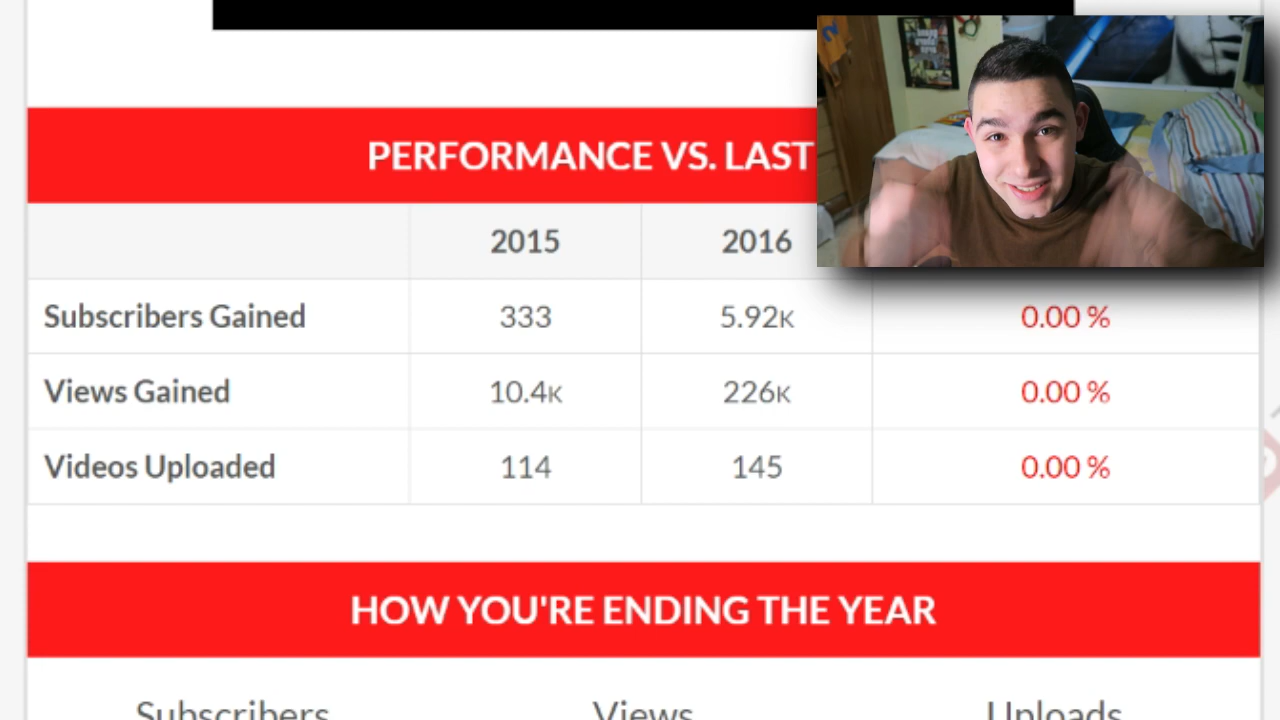 PERFORMANCE VS. LAST
2015 2016
Subscribers Gained 333 5.92K 0.00 %
Views Gained 10.4K 226K 0.00 %
Videos Uploaded 114 145 0.00 %
HOW YOU'RE ENDING THE YEAR
Subscribers Views Uploads